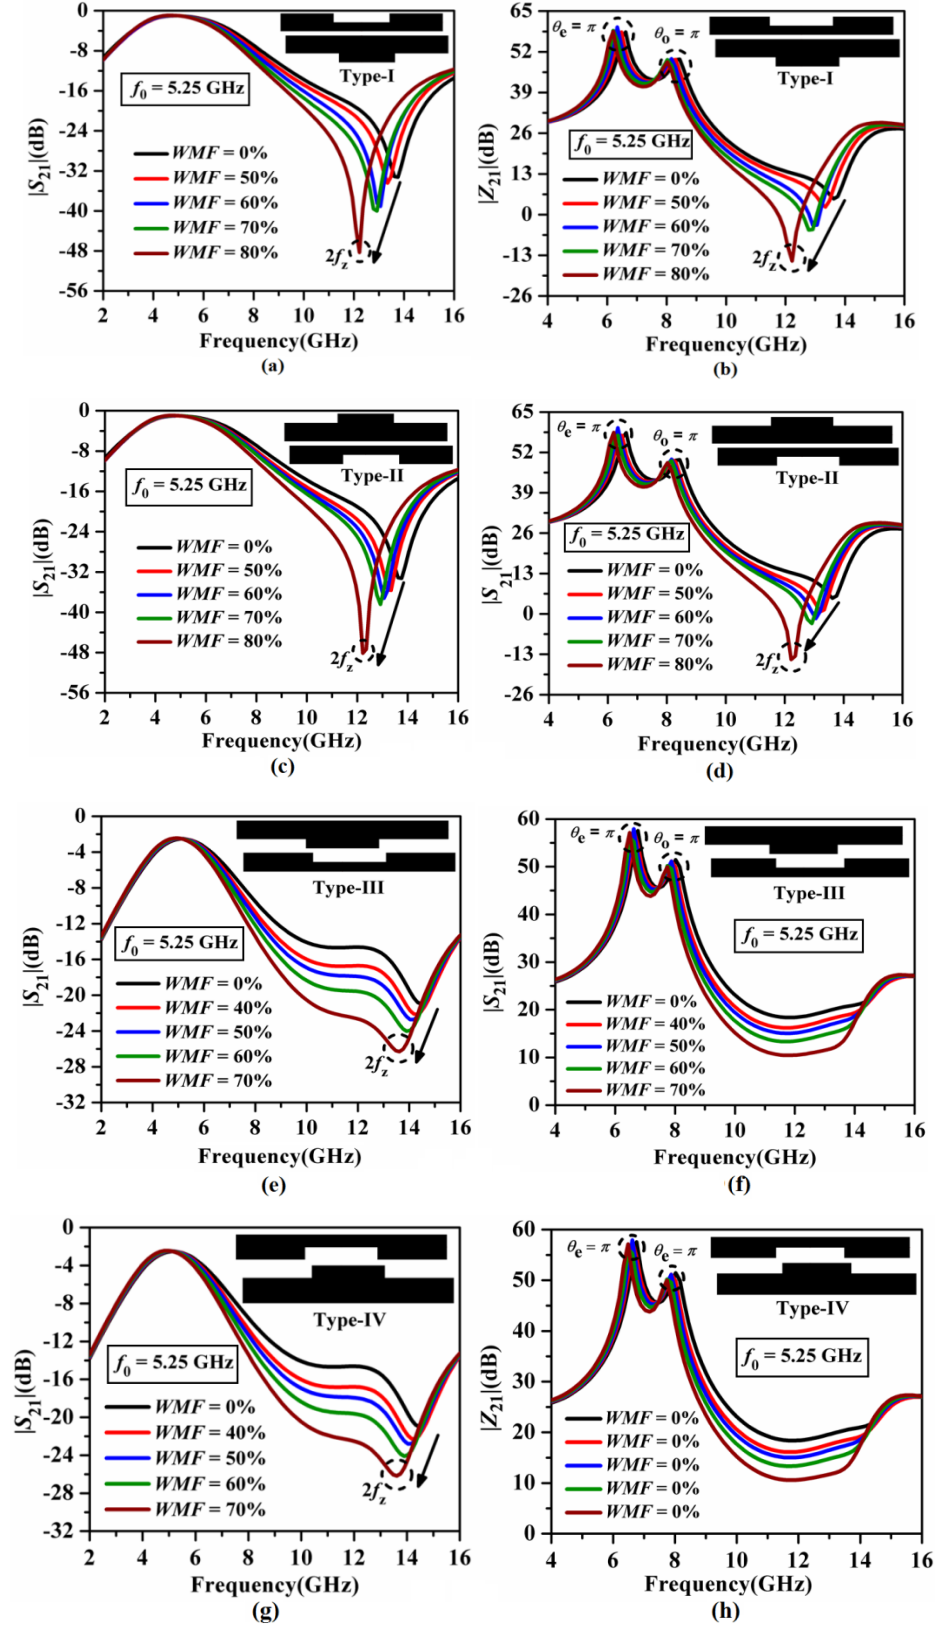 |S21|(dB)
0
-8
-16
-24
-32
-40
-48
-56
Type-I
f0 = 5.25 GHz
WMF = 0%
WMF = 50%
WMF = 60%
WMF = 70%
WMF = 80%
2fz
2 4 6 8 10 12 14 16
Frequency(GHz)
(a)
|Z21|(dB)
65
52
39
26
13
0
-13
-26
θe = π
θo = π
Type-I
f0 = 5.25 GHz
WMF = 0%
WMF = 50%
WMF = 60%
WMF = 70%
WMF = 80%
2fz
4 6 8 10 12 14 16
Frequency(GHz)
(b)
|S21|(dB)
0
-8
-16
-24
-32
-40
-48
-56
Type-II
f0 = 5.25 GHz
WMF = 0%
WMF = 50%
WMF = 60%
WMF = 70%
WMF = 80%
2fz
2 4 6 8 10 12 14 16
Frequency(GHz)
(c)
|S21|(dB)
65
52
39
26
13
0
-13
-26
θe = π
θo = π
Type-II
f0 = 5.25 GHz
WMF = 0%
WMF = 50%
WMF = 60%
WMF = 70%
WMF = 80%
2fz
4 6 8 10 12 14 16
Frequency(GHz)
(d)
|S21|(dB)
0
-4
-8
-12
-16
-20
-24
-28
-32
Type-III
f0 = 5.25 GHz
WMF = 0%
WMF = 40%
WMF = 50%
WMF = 60%
WMF = 70%
2fz
2 4 6 8 10 12 14 16
Frequency(GHz)
(e)
|S21|(dB)
60
50
40
30
20
10
0
θe = π
θo = π
Type-III
f0 = 5.25 GHz
WMF = 0%
WMF = 40%
WMF = 50%
WMF = 60%
WMF = 70%
4 6 8 10 12 14 16
Frequency(GHz)
(f)
|S21|(dB)
0
-4
-8
-12
-16
-20
-24
-28
-32
Type-IV
f0 = 5.25 GHz
WMF = 0%
WMF = 40%
WMF = 50%
WMF = 60%
WMF = 70%
2fz
2 4 6 8 10 12 14 16
Frequency(GHz)
(g)
|Z21|(dB)
60
50
40
30
20
10
0
θe = π
θe = π
Type-IV
f0 = 5.25 GHz
WMF = 0%
WMF = 0%
WMF = 0%
WMF = 0%
WMF = 0%
4 6 8 10 12 14 16
Frequency(GHz)
(h)